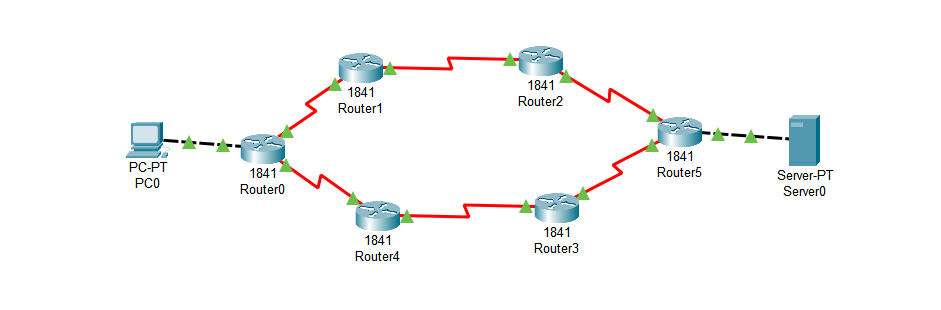 1841
Router1
1841
Router2
PC-PT
PC0
1841
Router0
1841
Router5
Server-PT
Server0
1841
Router4
1841
Router3